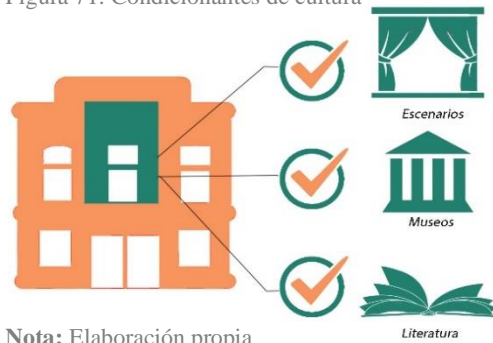 Figura 71. Condicionantes de cultura
Escenarios
Museos
Literatura
Nota: Elaboración propia